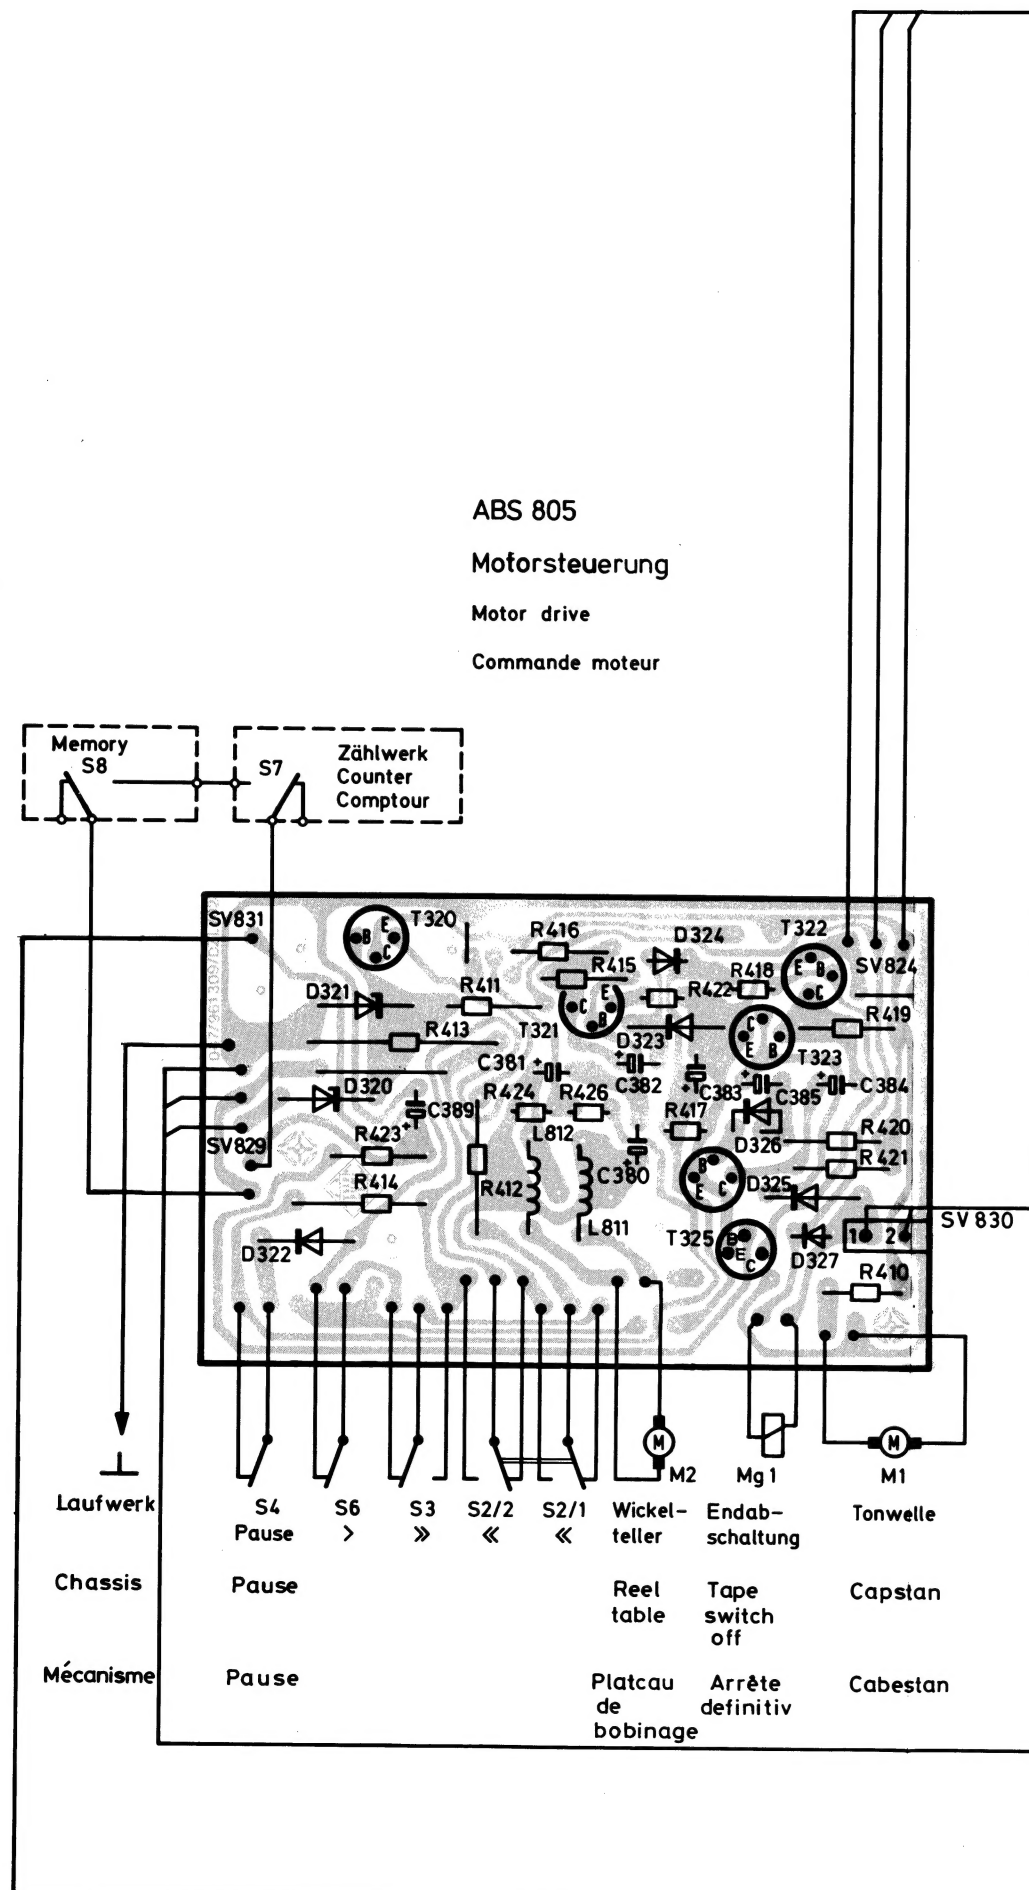 ABS 805
Motorsteuerung
Motor drive
Commande moteur
Memory
S8
S7
Zählwerk
Counter
Comptour
SV831
T320
E
B
C
R416
D324
T322
R415
E
B
C
SV824
D321
R411
R422
R418
R413
T321
C
E
B
D323
C
E
B
R419
T323
C381
C382
C383
C385
C384
D320
C389
R424
R426
R417
SV829
R423
L812
D326
R420
R421
R414
R412
C380
B
E
C
D325
L811
T325
B
E
C
D327
1
2
SV 830
D322
R410
M
M2
Mg 1
M
M1
Laufwerk
S4
Pause
S6
>
S3
»
S2/2
«
S2/1
«
Wickel-
teller
Endab-
schaltung
Tonwelle
Chassis
Pause
Reel
table
Tape
switch
off
Capstan
Mécanisme
Pause
Platcau
de
bobinage
Arrête
definitiv
Cabestan